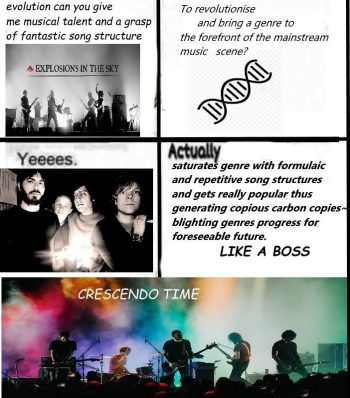 evolution can you give
me musical talent and a grasp
of fantastic song structure
EXPLOSIONS IN THE SKY
To revolutionise
and bring a genre to
the forefront of the mainstream
music scene?
Yeeees.
Actually
saturates genre with formulaic
and repetitive song structures
and gets really popular thus
generating copious carbon copies~
blighting genres progress for
foreseeable future.
LIKE A BOSS
CRESCENDO TIME